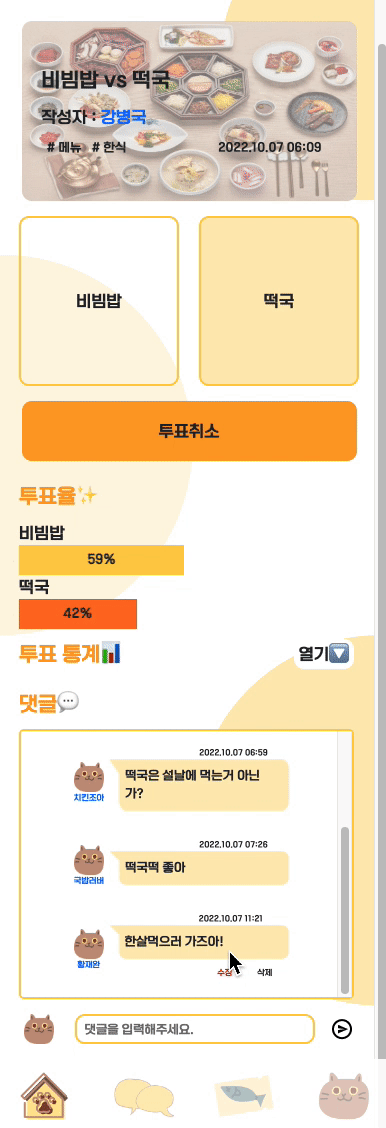 비빔밥 vs 떡국
작성자 : 강병국
# 메뉴 # 한식 2022.10.07 06:09
비빔밥 떡국
투표취소
투표율✨
비빔밥
59%
떡국
42%
투표 통계📊 열기🔽
댓글💬
2022.10.07 06:59
떡국은 설날에 먹는거 아닌
가?
치킨조아
2022.10.07 07:26
떡국떡 좋아
국밥러버
2022.10.07 11:21
한살먹으러 가즈아!
황재완
수정 삭제
댓글을 입력해주세요.